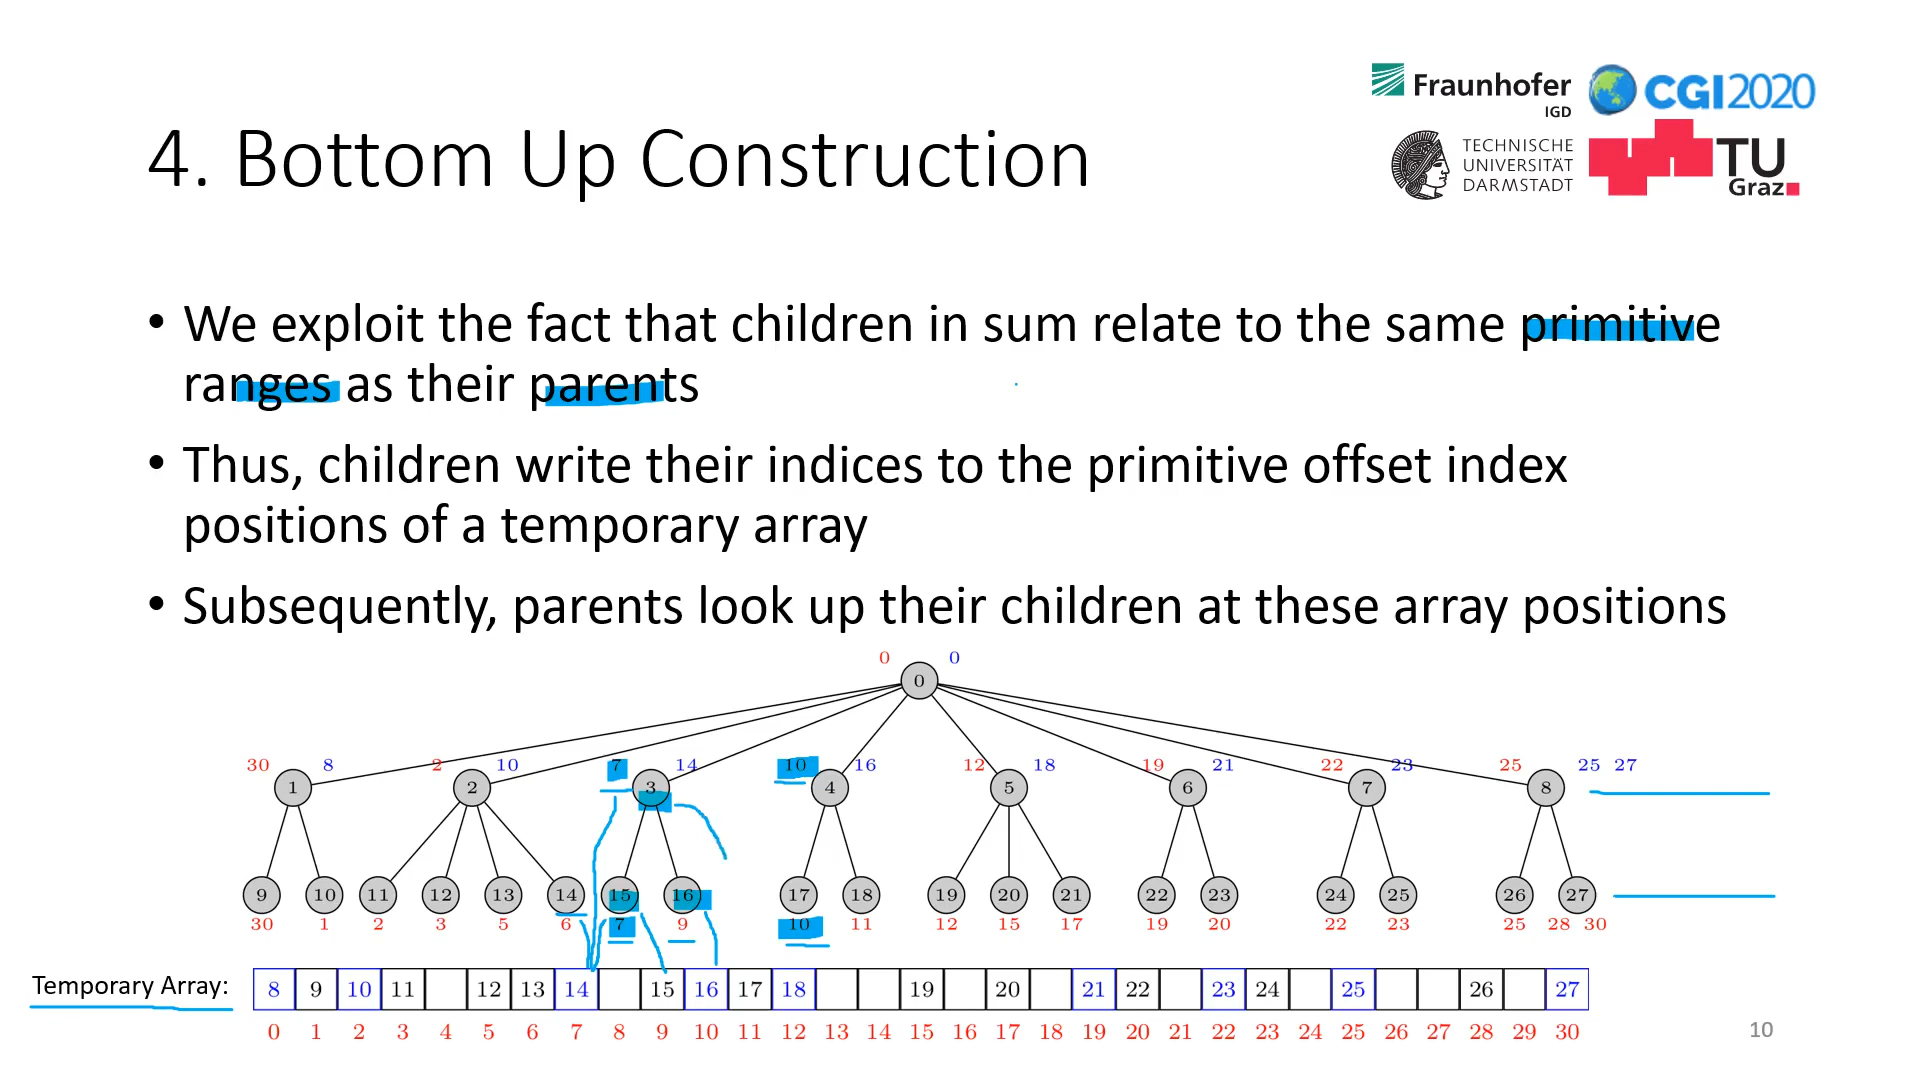 Fraunhofer
IGD
CGI2020
TECHNISCHE
UNIVERSITÄT
DARMSTADT
TU
Graz
4. Bottom Up Construction
• We exploit the fact that children in sum relate to the same primitive
ranges as their parents
• Thus, children write their indices to the primitive offset index
positions of a temporary array
• Subsequently, parents look up their children at these array positions
0 0
0
30 8 2 10 7 14 10 16 12 18 19 21 22 23 25 25 27
1 2 3 4 5 6 7 8
9 10 11 12 13 14 15 16 17 18 19 20 21 22 23 24 25 26 27
30 1 2 3 5 6 7 9 10 11 12 15 17 19 20 22 23 25 28 30
Temporary Array: 8 9 10 11 12 13 14 15 16 17 18 19 20 21 22 23 24 25 26 27
0 1 2 3 4 5 6 7 8 9 10 11 12 13 14 15 16 17 18 19 20 21 22 23 24 25 26 27 28 29 30
10